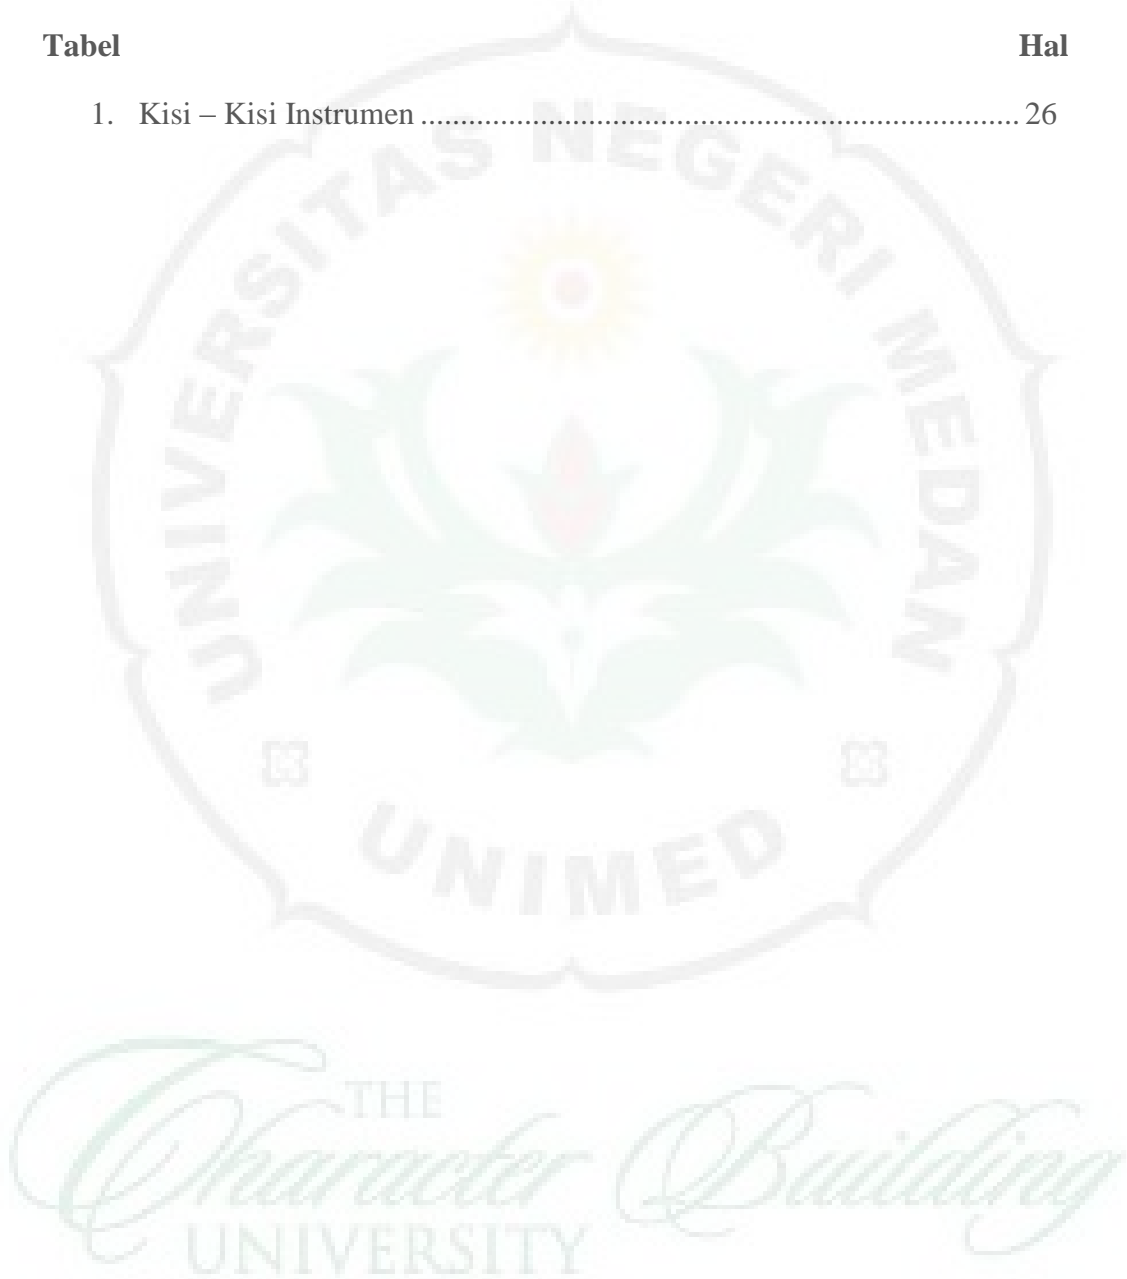 Tabel Hal
1. Kisi – Kisi Instrumen ........................................................................... 26
UNIVERSITAS NEGERI MEDAN
UNIMED
THE
Character Building
UNIVERSITY